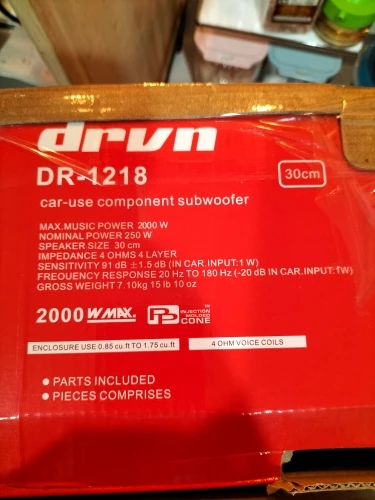 drvn
DR-1218
30cm
car-use component subwoofer
MAX.MUSIC POWER 2000 W
NOMINAL POWER 250 W
SPEAKER SIZE 30 cm
IMPEDANCE 4 OHMS 4 LAYER
SENSITIVITY 91 dB ±1.5 dB (IN CAR.INPUT:1 W)
FREOUENCY RESPONSE 20 Hz TO 180 Hz (-20 dB IN CAR.INPUT:1W)
GROSS WEIGHT 7.10kg 15 lb 10 oz
2000 W MAX. INJECTION MOLDED CONE ™
ENCLOSURE USE 0.85 cu.ft TO 1.75 cu.ft
4 OHM VOICE COILS
● PARTS INCLUDED
● PIECES COMPRISES